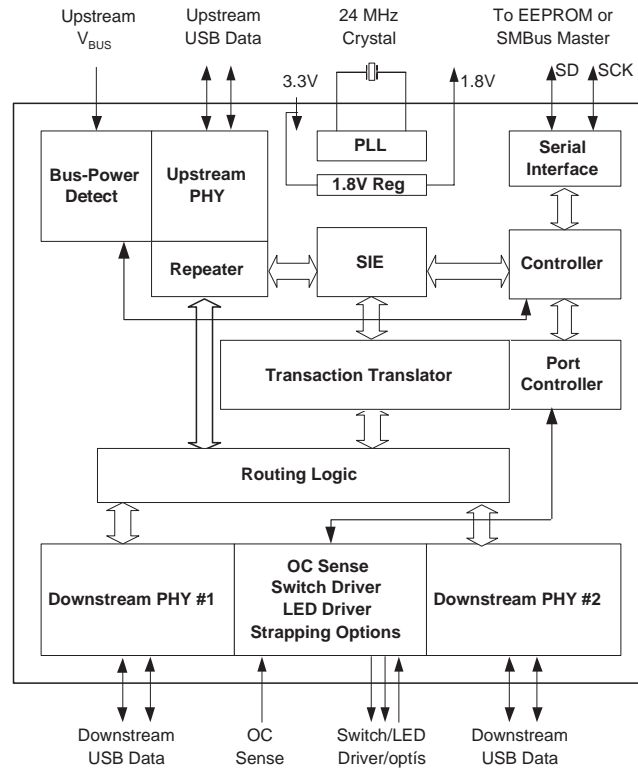 Upstream
VBUS
Upstream
USB Data
24 MHz
Crystal
To EEPROM or
SMBus Master
3.3V
1.8V
SD
SCK
Bus-Power
Detect
Upstream
PHY
PLL
1.8V Reg
Serial
Interface
Repeater
SIE
Controller
Transaction Translator
Port
Controller
Routing Logic
Downstream PHY #1
OC Sense
Switch Driver
LED Driver
Strapping Options
Downstream PHY #2
Downstream
USB Data
OC
Sense
Switch/LED
Driver/optís
Downstream
USB Data